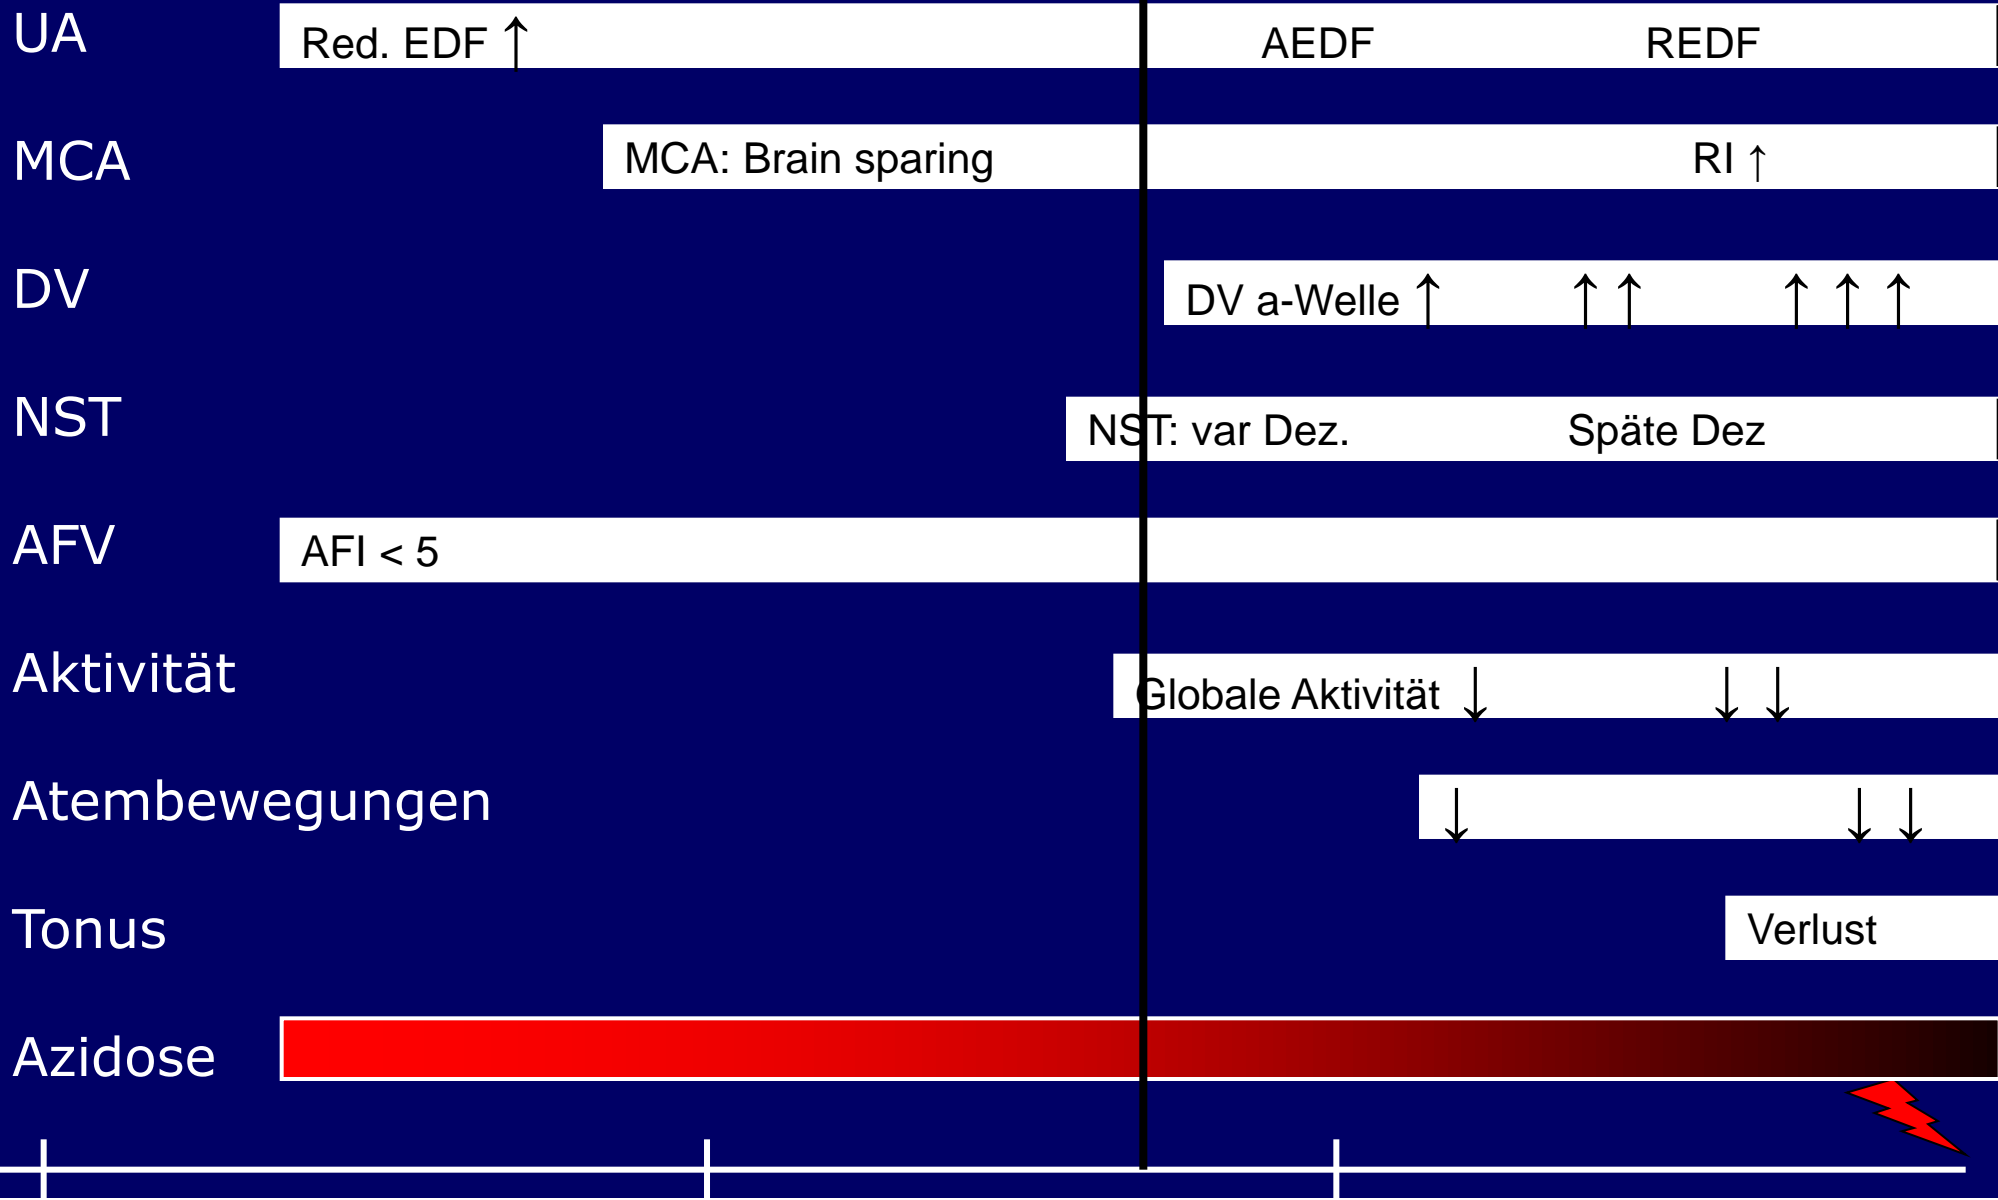 UA Red. EDF ↑ AEDF REDF
MCA MCA: Brain sparing RI ↑
DV DV a-Welle ↑ ↑ ↑ ↑ ↑ ↑
NST NST: var Dez. Späte Dez
AFV AFI < 5
Aktivität Globale Aktivität ↓ ↓ ↓
Atembewegungen ↓ ↓ ↓
Tonus Verlust
Azidose